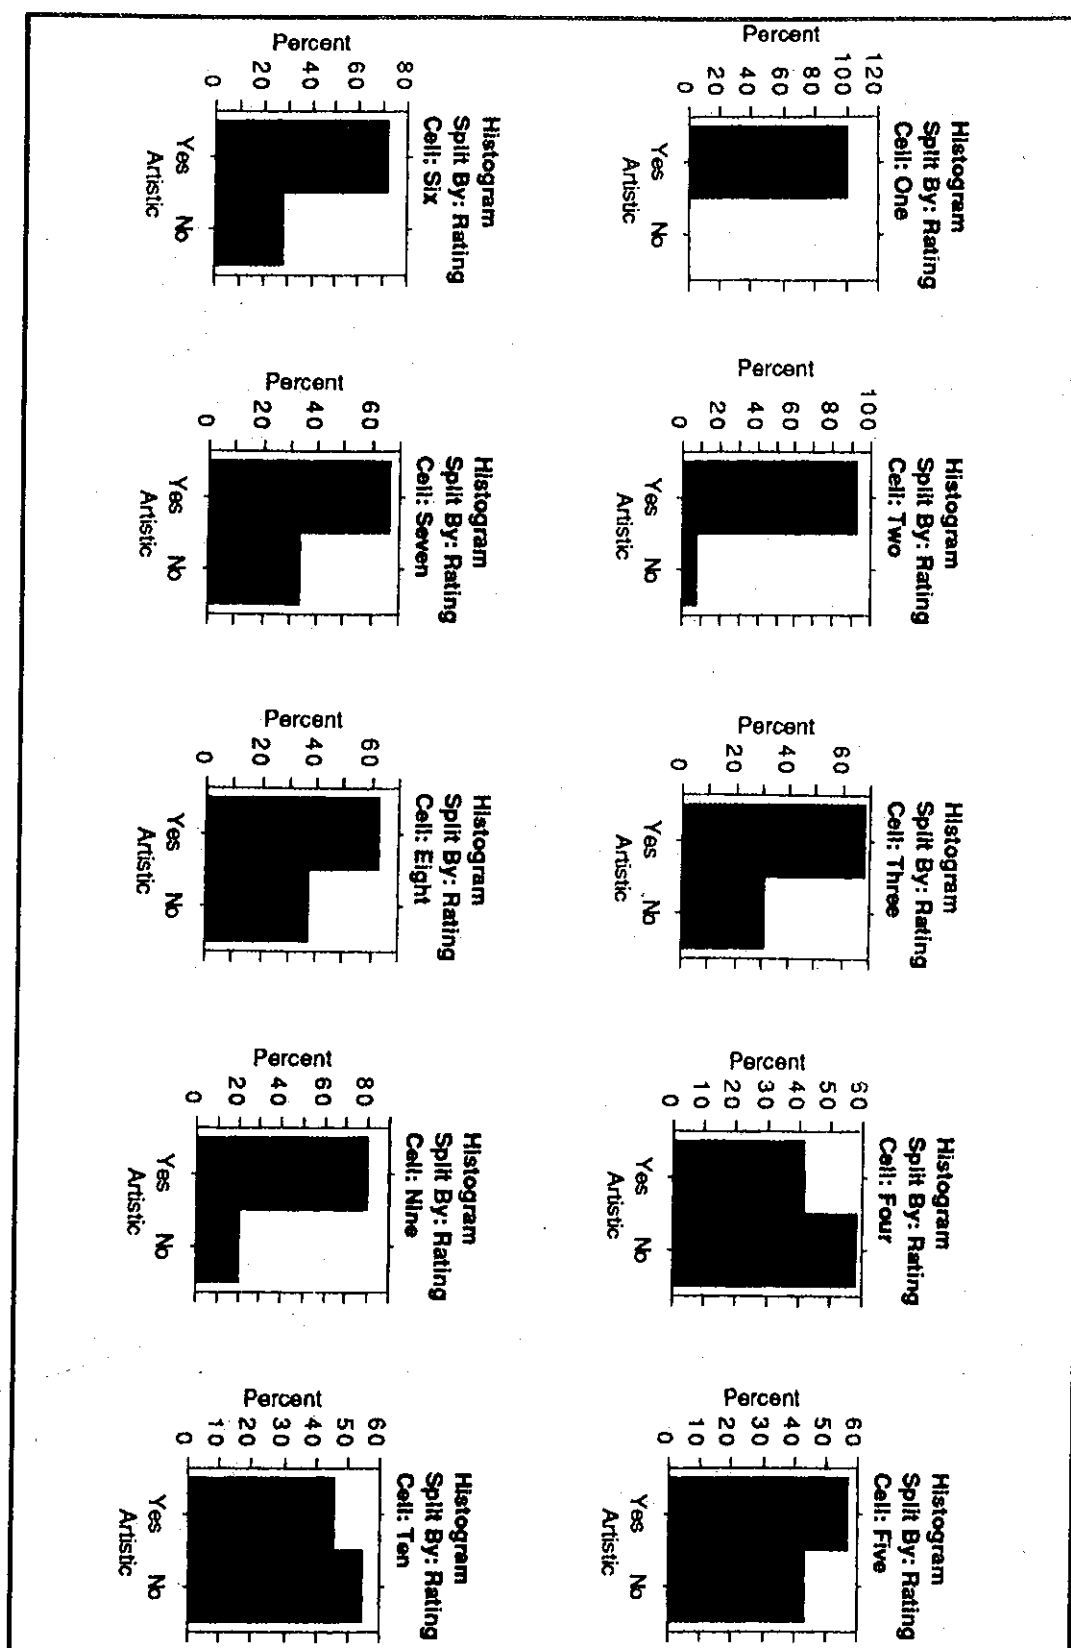 Histogram
Split By: Rating
Cell: One
Percent
120
100
80
60
40
20
0
Yes No
Artistic
Histogram
Split By: Rating
Cell: Two
Percent
100
80
60
40
20
0
Yes No
Artistic
Histogram
Split By: Rating
Cell: Three
Percent
60
40
20
0
Yes No
Artistic
Histogram
Split By: Rating
Cell: Four
Percent
60
50
40
30
20
10
0
Yes No
Artistic
Histogram
Split By: Rating
Cell: Five
Percent
60
50
40
30
20
10
0
Yes No
Artistic
Histogram
Split By: Rating
Cell: Six
Percent
80
60
40
20
0
Yes No
Artistic
Histogram
Split By: Rating
Cell: Seven
Percent
60
40
20
0
Yes No
Artistic
Histogram
Split By: Rating
Cell: Eight
Percent
60
40
20
0
Yes No
Artistic
Histogram
Split By: Rating
Cell: Nine
Percent
80
60
40
20
0
Yes No
Artistic
Histogram
Split By: Rating
Cell: Ten
Percent
60
50
40
30
20
10
0
Yes No
Artistic